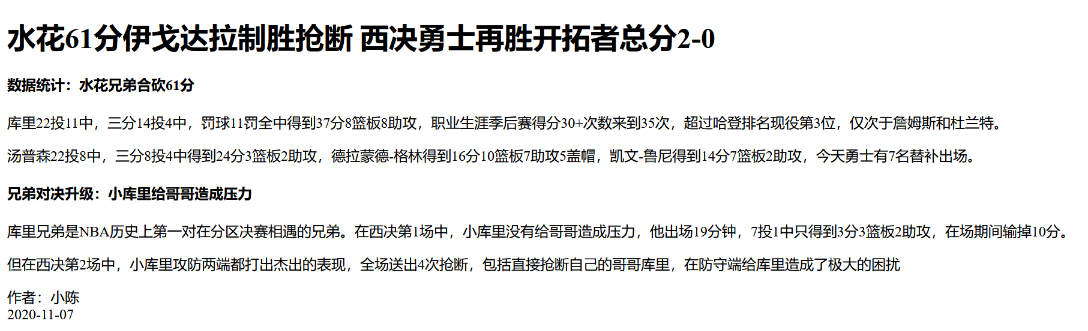 水花61分伊戈达拉制胜抢断 西决勇士再胜开拓者总分2-0
数据统计：水花兄弟合砍61分
库里22投11中，三分14投4中，罚球11罚全中得到37分8篮板8助攻，职业生涯季后赛得分30+次数来到35次，超过哈登排名现役第3位，仅次于詹姆斯和杜兰特。
汤普森22投8中，三分8投4中得到24分3篮板2助攻，德拉蒙德-格林得到16分10篮板7助攻5盖帽，凯文-鲁尼得到14分7篮板2助攻，今天勇士有7名替补出场。
兄弟对决升级：小库里给哥哥造成压力
库里兄弟是NBA历史上第一对在分区决赛相遇的兄弟。在西决第1场中，小库里没有给哥哥造成压力，他出场19分钟，7投1中只得到3分3篮板2助攻，在场期间输掉10分。
但在西决第2场中，小库里攻防两端都打出杰出的表现，全场送出4次抢断，包括直接抢断自己的哥哥库里，在防守端给库里造成了极大的困扰
作者：小陈
2020-11-07